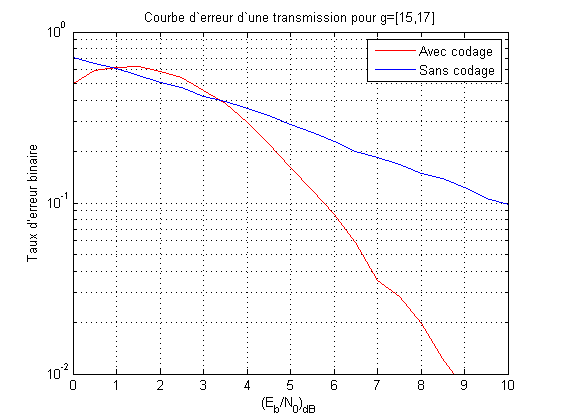 Courbe d`erreur d`une transmission pour g=[15,17]
Avec codage
Sans codage
Taux d'erreur binaire
10^0
10^-1
10^-2
0 1 2 3 4 5 6 7 8 9 10
(E_b/N_0)_dB